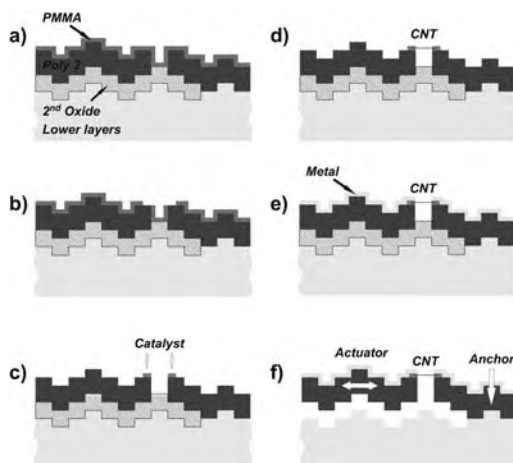 a)
PMMA
Poly 2
2nd Oxide
Lower layers
b)
c)
Catalyst
d)
CNT
e)
Metal
CNT
f)
Actuator
CNT
Anchor